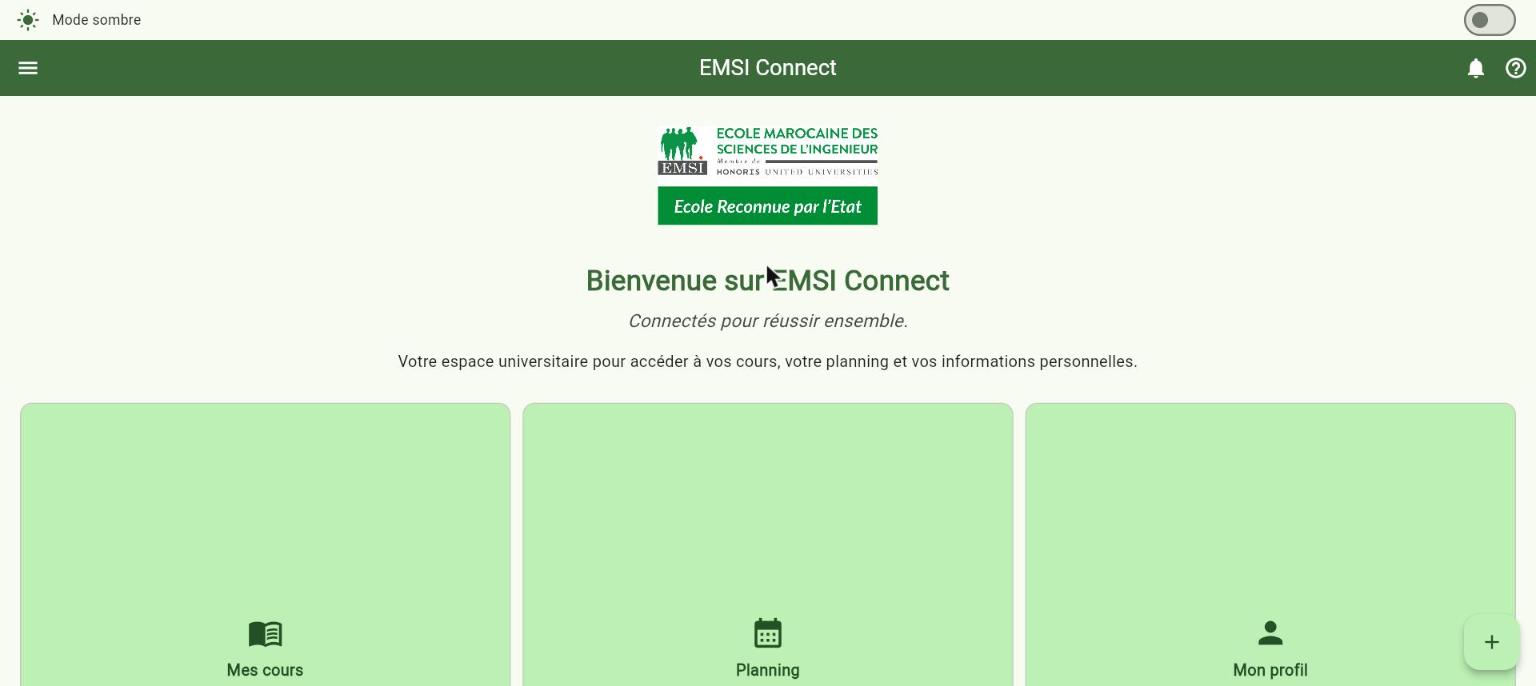 Mode sombre
EMSI Connect
ECOLE MAROCAINE DES
SCIENCES DE L'INGENIEUR
EMSI
Membre de
HONORIS UNITED UNIVERSITIES
Ecole Reconnue par l'Etat
Bienvenue sur EMSI Connect
Connectés pour réussir ensemble.
Votre espace universitaire pour accéder à vos cours, votre planning et vos informations personnelles.
Mes cours
Planning
Mon profil